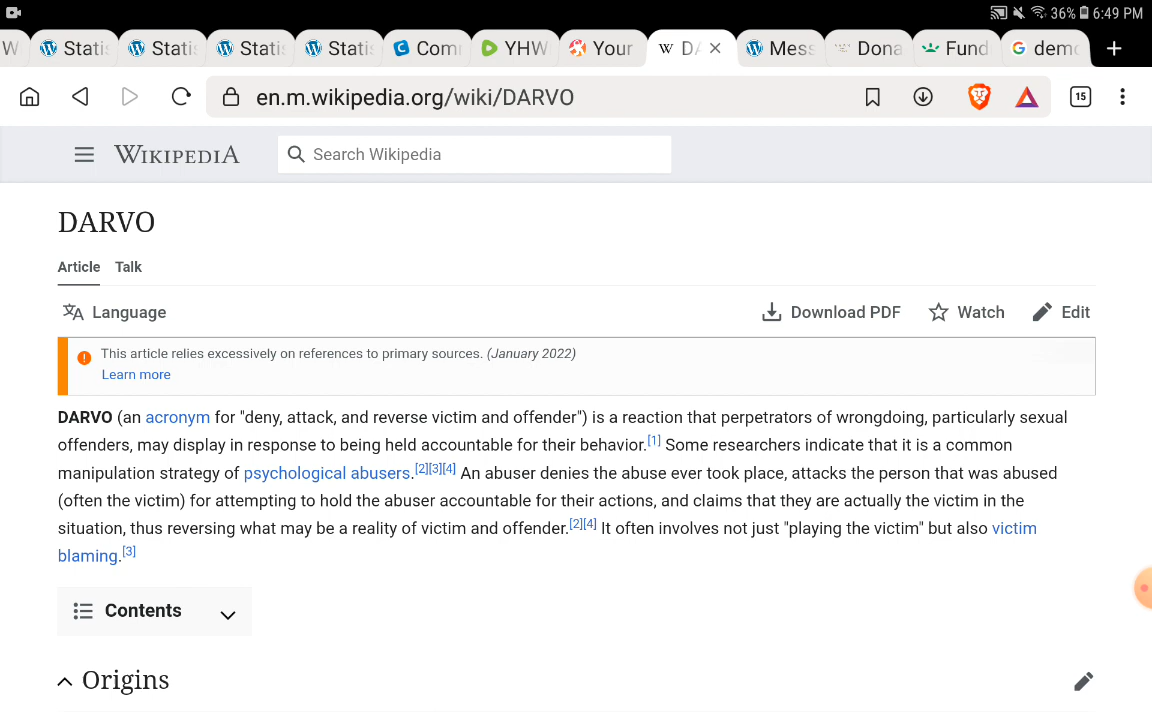 36% 6:49 PM
W Stati Stati Stati Stati C Com YHW Your W DA Mess Dona Fund G demo
en.m.wikipedia.org/wiki/DARVO 15
WIKIPEDIA Search Wikipedia
DARVO
Article Talk
Language Download PDF Watch Edit
This article relies excessively on references to primary sources. (January 2022)
Learn more
DARVO (an acronym for "deny, attack, and reverse victim and offender") is a reaction that perpetrators of wrongdoing, particularly sexual
offenders, may display in response to being held accountable for their behavior.[1] Some researchers indicate that it is a common
manipulation strategy of psychological abusers.[2][3][4] An abuser denies the abuse ever took place, attacks the person that was abused
(often the victim) for attempting to hold the abuser accountable for their actions, and claims that they are actually the victim in the
situation, thus reversing what may be a reality of victim and offender.[2][4] It often involves not just "playing the victim" but also victim
blaming.[3]
Contents
Origins